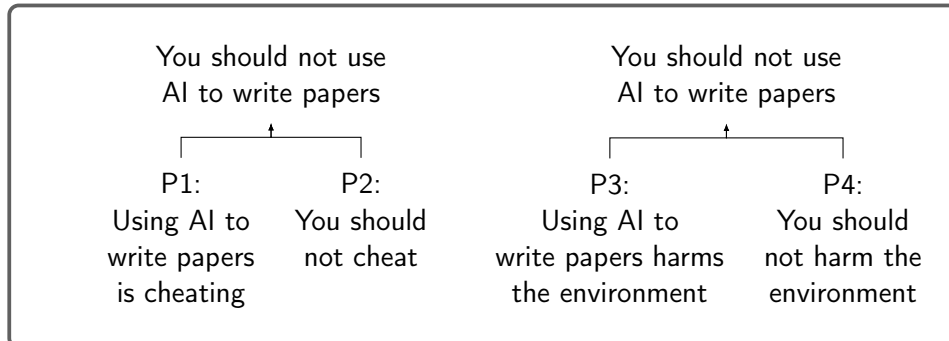 You should not use
AI to write papers
P1:
Using AI to
write papers
is cheating
P2:
You should
not cheat
You should not use
AI to write papers
P3:
Using AI to
write papers harms
the environment
P4:
You should
not harm the
environment